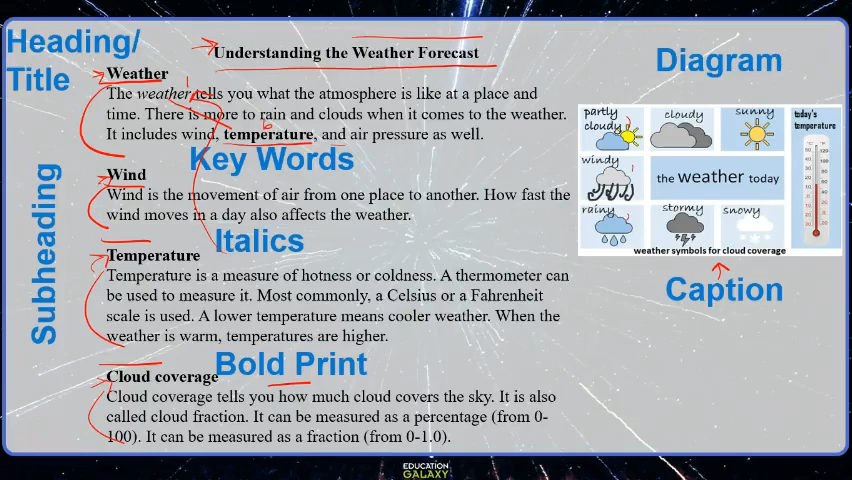 Heading/
Title
Understanding the Weather Forecast
Weather
The weather tells you what the atmosphere is like at a place and
time. There is more to rain and clouds when it comes to the weather.
It includes wind, temperature, and air pressure as well.
Key Words
Subheading
Wind
Wind is the movement of air from one place to another. How fast the
wind moves in a day also affects the weather.
Italics
Temperature
Temperature is a measure of hotness or coldness. A thermometer can
be used to measure it. Most commonly, a Celsius or a Fahrenheit
scale is used. A lower temperature means cooler weather. When the
weather is warm, temperatures are higher.
Bold Print
Cloud coverage
Cloud coverage tells you how much cloud covers the sky. It is also
called cloud fraction. It can be measured as a percentage (from 0-
100). It can be measured as a fraction (from 0-1.0).
Diagram
partly
cloudy
cloudy
sunny
today's
temperature
windy
the weather today
rainy
stormy
snowy
weather symbols for cloud coverage
Caption
EDUCATION
GALAXY